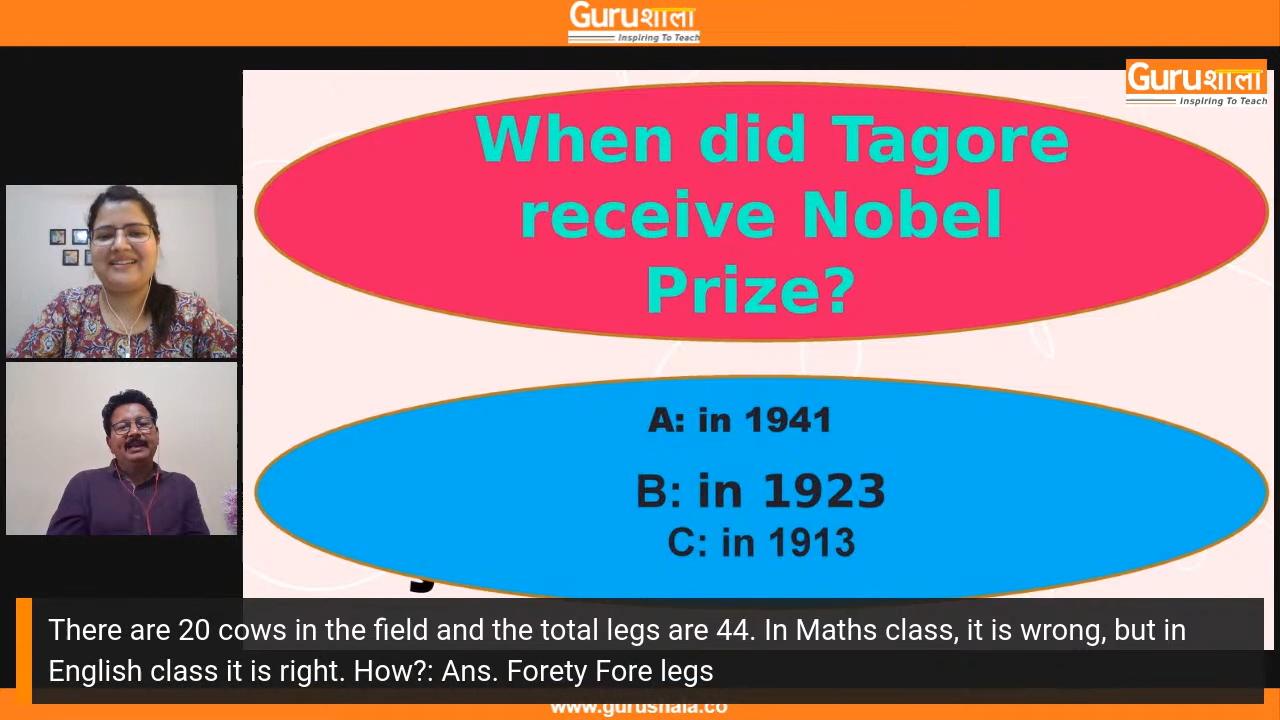 Guruशाला
Inspiring To Teach
Guruशाला
Inspiring To Teach
When did Tagore
receive Nobel
Prize?
A: in 1941
B: in 1923
C: in 1913
There are 20 cows in the field and the total legs are 44. In Maths class, it is wrong, but in
English class it is right. How?: Ans. Forety Fore legs
www.gurushala.co